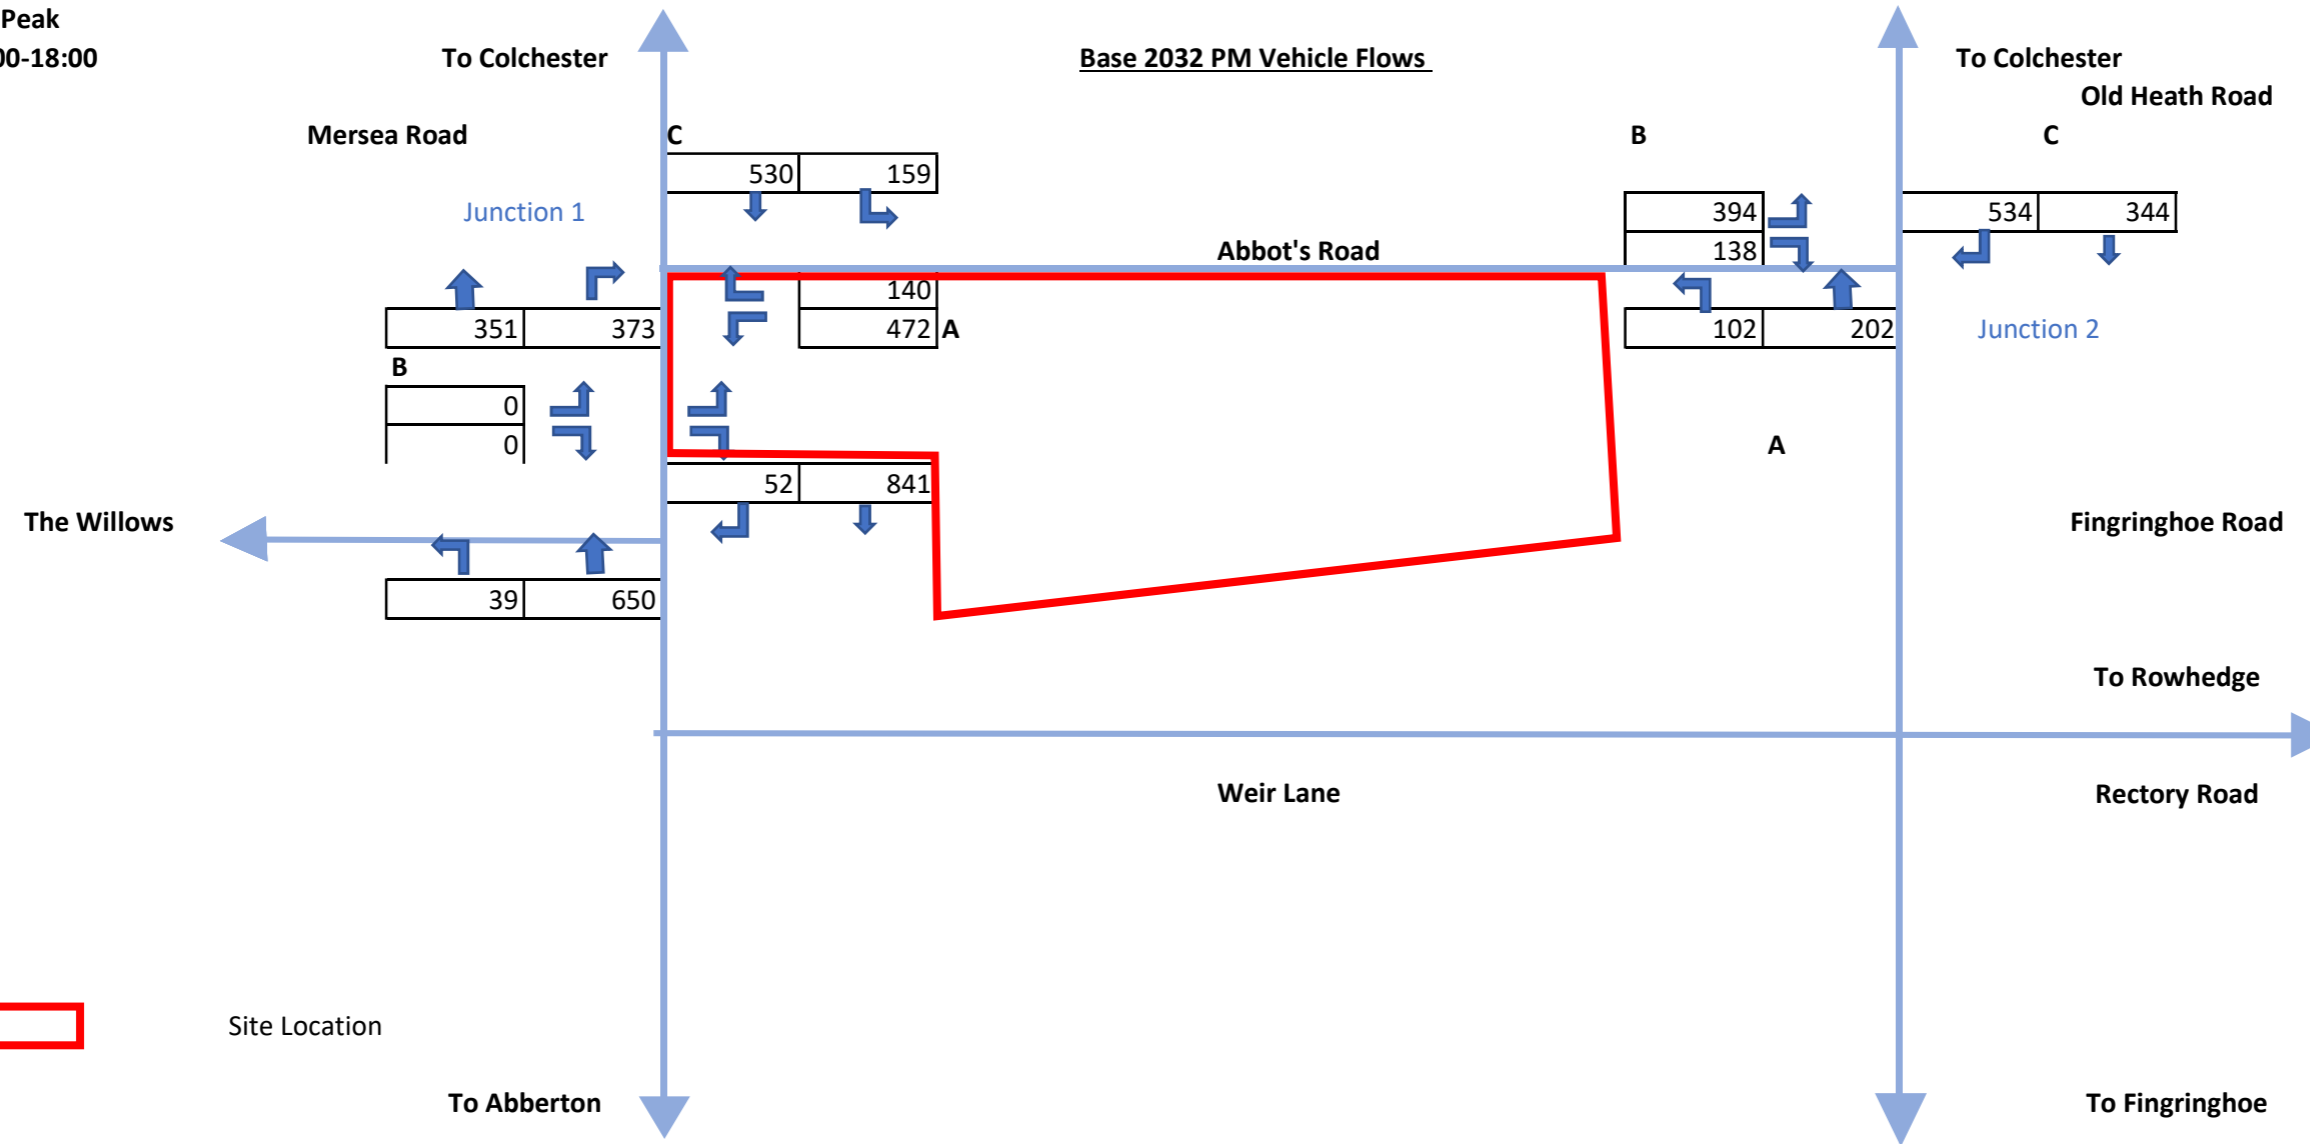 Peak
00-18:00
To Colchester
Base 2032 PM Vehicle Flows
To Colchester
Old Heath Road
Mersea Road
C
B
C
530 159
Junction 1
394
534 344
138
Abbot's Road
140
351 373
472 A
102 202
Junction 2
B
0
0
A
52 841
The Willows
Fingringhoe Road
39 650
To Rowhedge
Weir Lane
Rectory Road
Site Location
To Abberton
To Fingringhoe